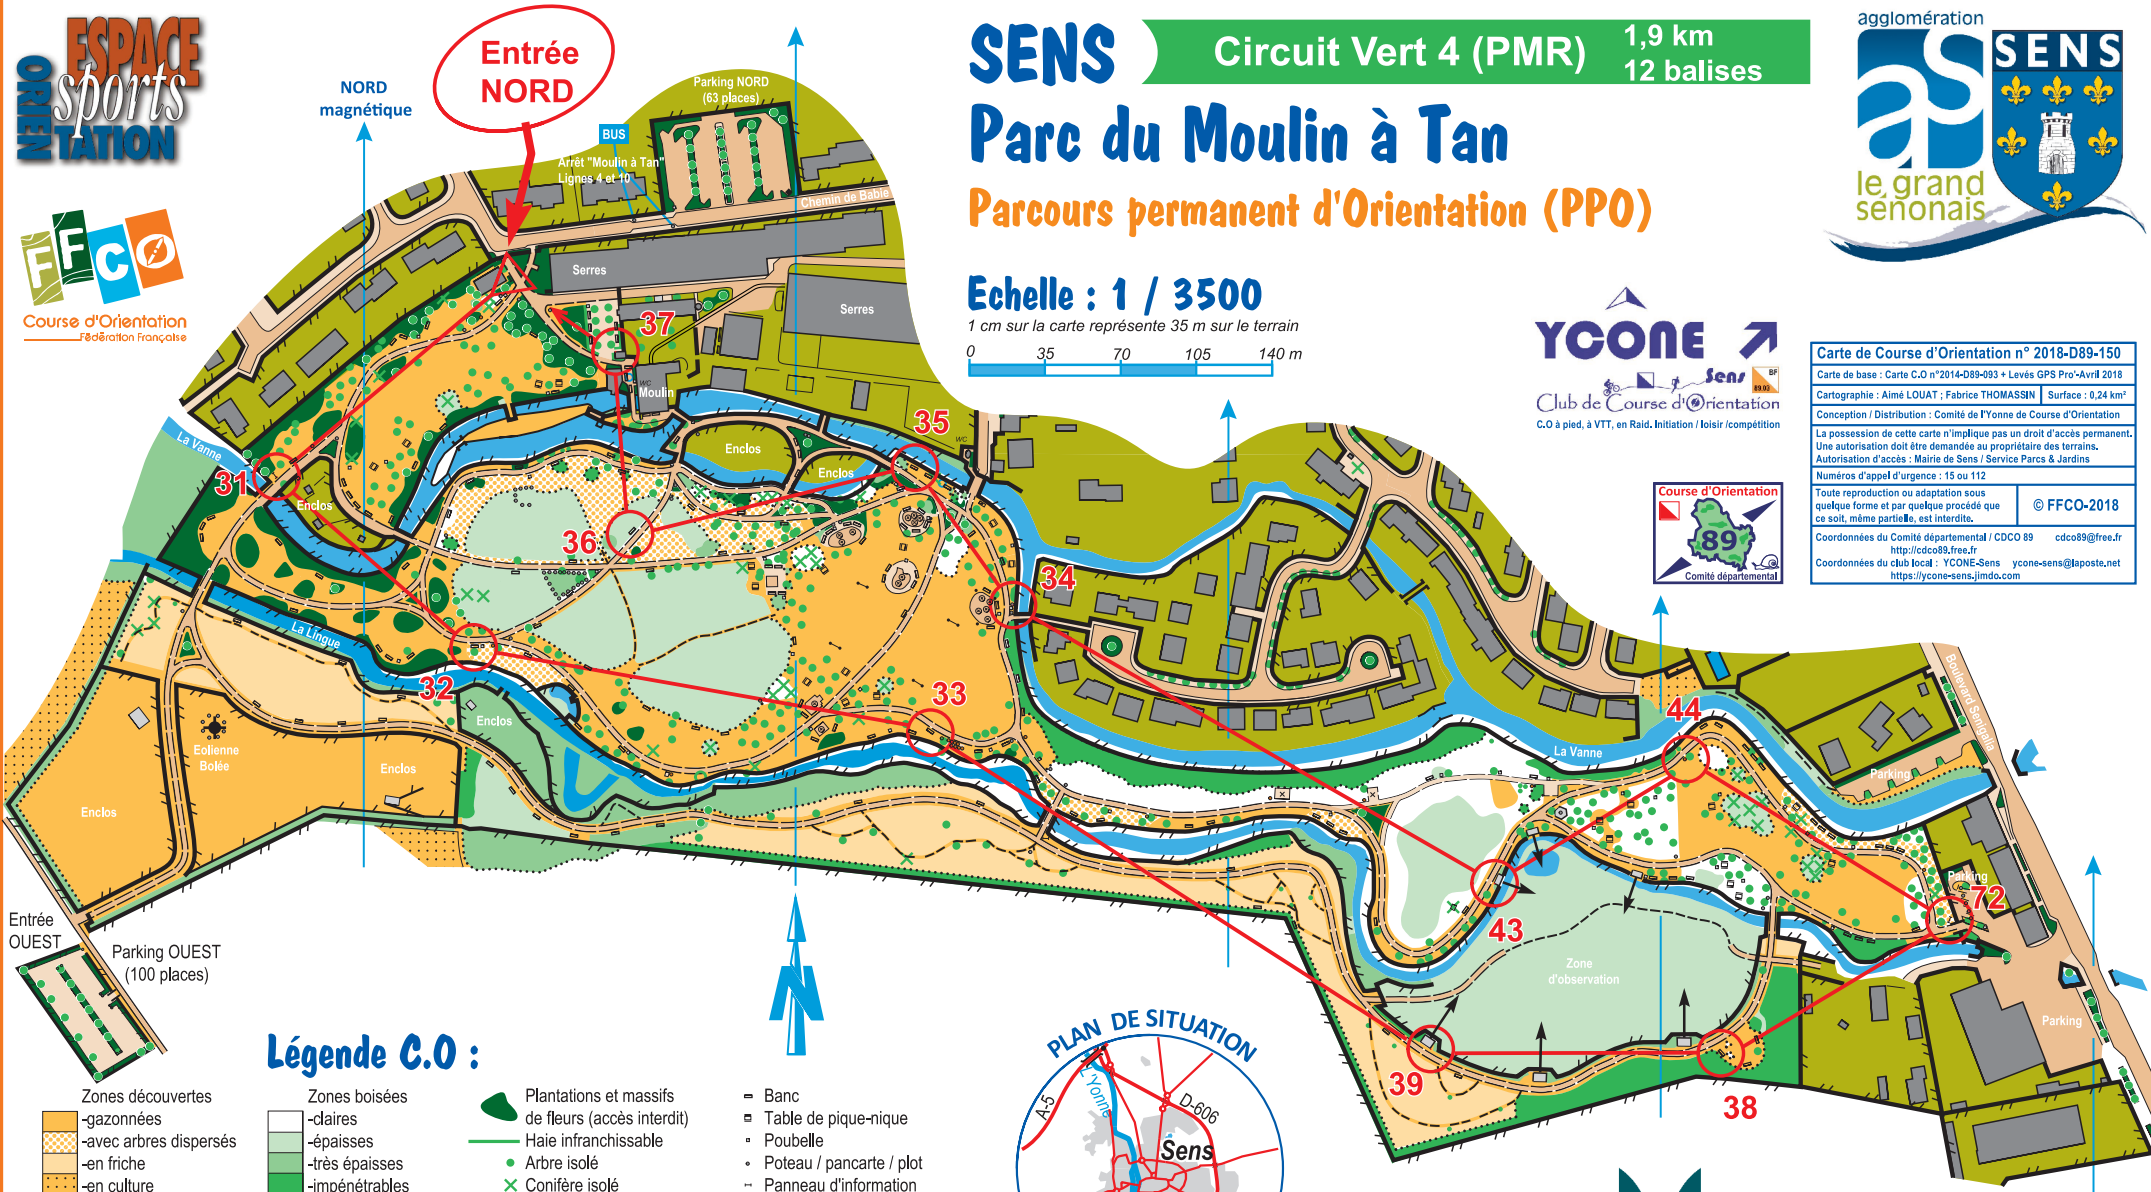 ESPACE
sports
ORIEN
TATION
FFCO
Course d'Orientation
Fédération Française
NORD
magnétique
Entrée
NORD
BUS
Arrêt "Moulin à Tan"
Lignes 4 et 10
Parking NORD
(63 places)
Chemin de Bable
SENS
Circuit Vert 4 (PMR)
1,9 km
12 balises
Parc du Moulin à Tan
Parcours permanent d'Orientation (PPO)
Echelle : 1 / 3500
1 cm sur la carte représente 35 m sur le terrain
0 35 70 105 140 m
agglomération
SENS
le grand
sénonais
YCONE
Sens
BF
89.03
Club de Course d'Orientation
C.O à pied, à VTT, en Raid. Initiation / loisir /compétition
Course d'Orientation
89
Comité départemental
Carte de Course d'Orientation n° 2018-D89-150
Carte de base : Carte C.O n°2014-D89-093 + Levés GPS Pro'-Avril 2018
Cartographie : Aimé LOUAT ; Fabrice THOMASSIN
Surface : 0,24 km²
Conception / Distribution : Comité de l'Yonne de Course d'Orientation
La possession de cette carte n'implique pas un droit d'accès permanent.
Une autorisation doit être demandée au propriétaire des terrains.
Autorisation d'accès : Mairie de Sens / Service Parcs & Jardins
Numéros d'appel d'urgence : 15 ou 112
Toute reproduction ou adaptation sous
quelque forme et par quelque procédé que
ce soit, même partielle, est interdite.
© FFCO-2018
Coordonnées du Comité départemental / CDCO 89 cdco89@free.fr
http://cdco89.free.fr
Coordonnées du club local : YCONE-Sens ycone-sens@laposte.net
https://ycone-sens.jimdo.com
Serres
Serres
37
WC
Moulin
35
WC
Enclos
Enclos
La Vanne
31
Enclos
36
34
La Lingue
32
33
Enclos
44
La Vanne
Boulevard Senigalia
Parking
Eolienne
Bolée
Enclos
Enclos
Parking
72
43
Zone
d'observation
Entrée
OUEST
Parking OUEST
(100 places)
N
Parking
39
38
PLAN DE SITUATION
A-5
L'Yonne
D-606
Sens
Légende C.O :
Zones découvertes
-gazonnées
-avec arbres dispersés
-en friche
-en culture
Zones boisées
-claires
-épaisses
-très épaisses
-impénétrables
Plantations et massifs
de fleurs (accès interdit)
Haie infranchissable
Arbre isolé
Conifère isolé
Banc
Table de pique-nique
Poubelle
Poteau / pancarte / plot
Panneau d'information